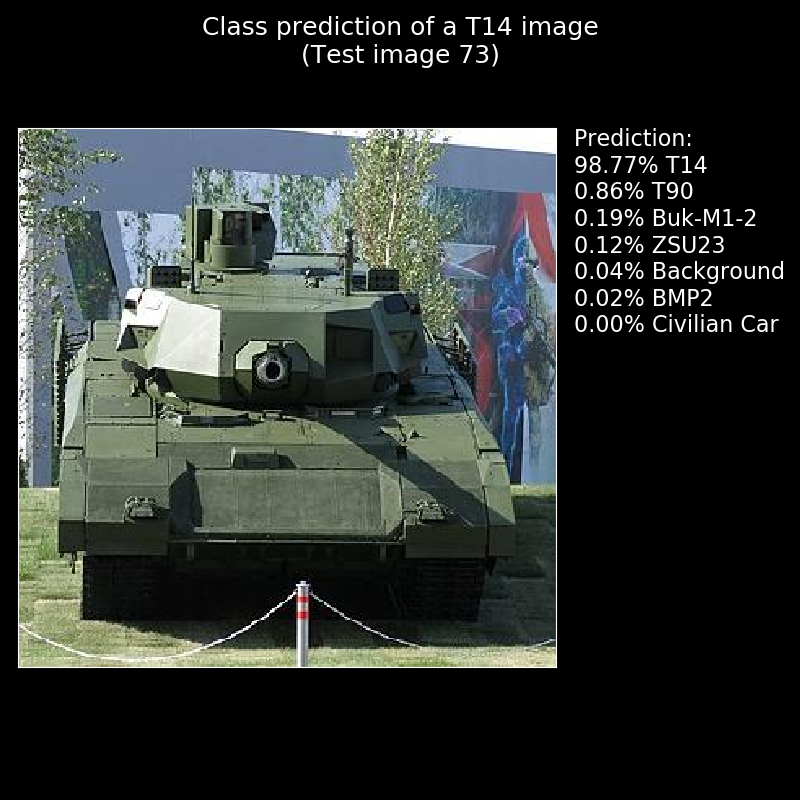 Class prediction of a T14 image
(Test image 73)
Prediction:
98.77% T14
0.86% T90
0.19% Buk-M1-2
0.12% ZSU23
0.04% Background
0.02% BMP2
0.00% Civilian Car